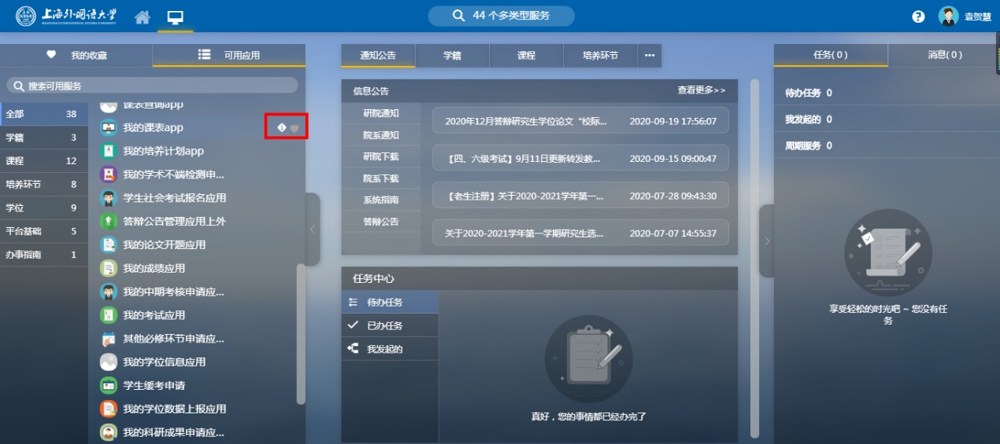 上海外国语大学
SHANGHAI INTERNATIONAL STUDIES UNIVERSITY
44 个多类型服务
袁贺慧
我的收藏
可用应用
搜索可用服务
全部 38
学籍 3
课程 12
培养环节 8
学位 9
平台基础 5
办事指南 1
课表查询app
我的课表app
我的培养计划app
我的学术不端检测申...
学生社会考试报名应用
答辩公告管理应用上外
我的论文开题应用
我的成绩应用
我的中期考核申请应...
我的考试应用
其他必修环节申请应...
我的学位信息应用
学生缓考申请
我的学位数据上报应用
我的科研成果申请应...
通知公告
学籍
课程
培养环节
•••
信息公告
查看更多>>
研院通知
院系通知
研院下载
院系下载
系统指南
答辩公告
2020年12月答辩研究生学位论文“校际... 2020-09-19 17:56:07
【四、六级考试】9月11日更新转发教... 2020-09-15 09:00:47
【老生注册】关于2020-2021学年第一... 2020-07-28 09:43:30
关于2020-2021学年第一学期研究生选... 2020-07-07 14:55:37
任务中心
待办任务
已办任务
我发起的
真好，您的事情都已经办完了
任务( 0 )
消息( 0 )
待办任务 0
我发起的 0
周期服务 0
享受轻松的时光吧 ~ 您没有任
务